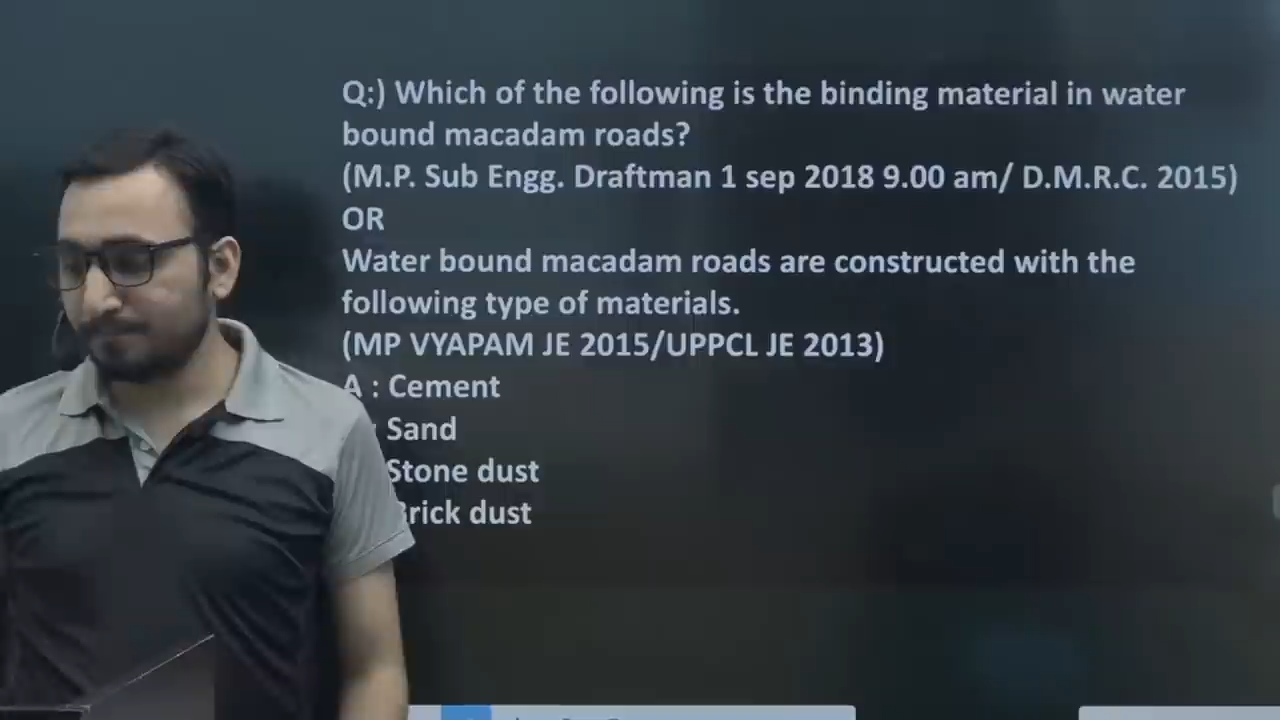 Q:) Which of the following is the binding material in water
bound macadam roads?
(M.P. Sub Engg. Draftman 1 sep 2018 9.00 am/ D.M.R.C. 2015)
OR
Water bound macadam roads are constructed with the
following type of materials.
(MP VYAPAM JE 2015/UPPCL JE 2013)
A : Cement
: Sand
Stone dust
Brick dust